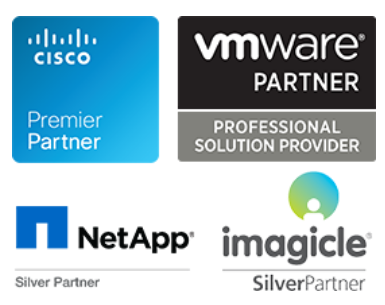 CISCO
Premier
Partner
vmware®
PARTNER
PROFESSIONAL
SOLUTION PROVIDER
NetApp®
Silver Partner
imagicle®
SilverPartner